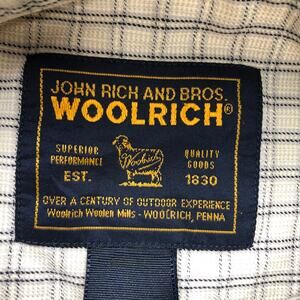 JOHN RICH AND BROS.
WOOLRICH®
SUPERIOR
PERFORMANCE
EST.
Woolrich
QUALITY
GOODS
1830
OVER A CENTURY OF OUTDOOR EXPERIENCE
Woolrich Woolen Mills - WOOLRICH, PENNA